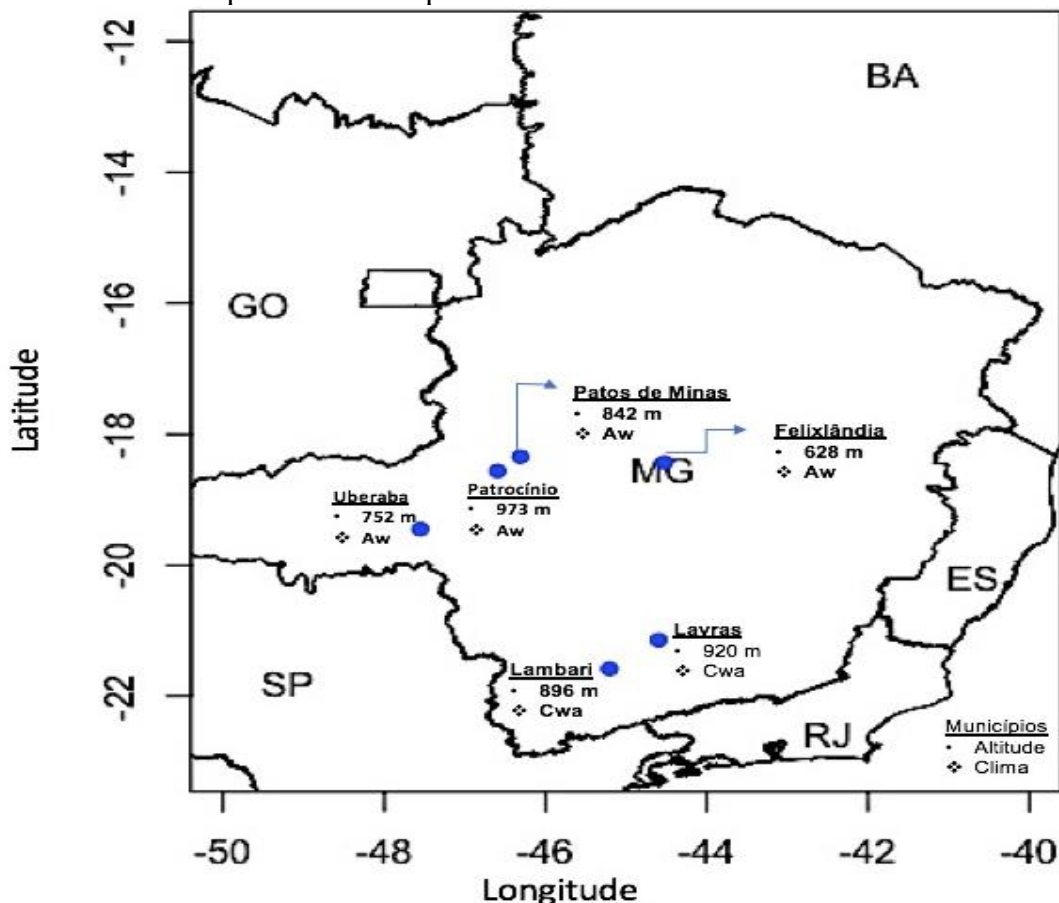 -12
BA
-14
-16
GO
Latitude
Patos de Minas
842 m
Aw
-18
Felixlândia
628 m
Aw
MG
Patrocínio
973 m
Aw
Uberaba
752 m
Aw
-20
ES
Lavras
920 m
Cwa
Lambari
896 m
Cwa
SP
-22
RJ
Municípios
Altitude
Clima
-50 -48 -46 -44 -42 -40
Longitude